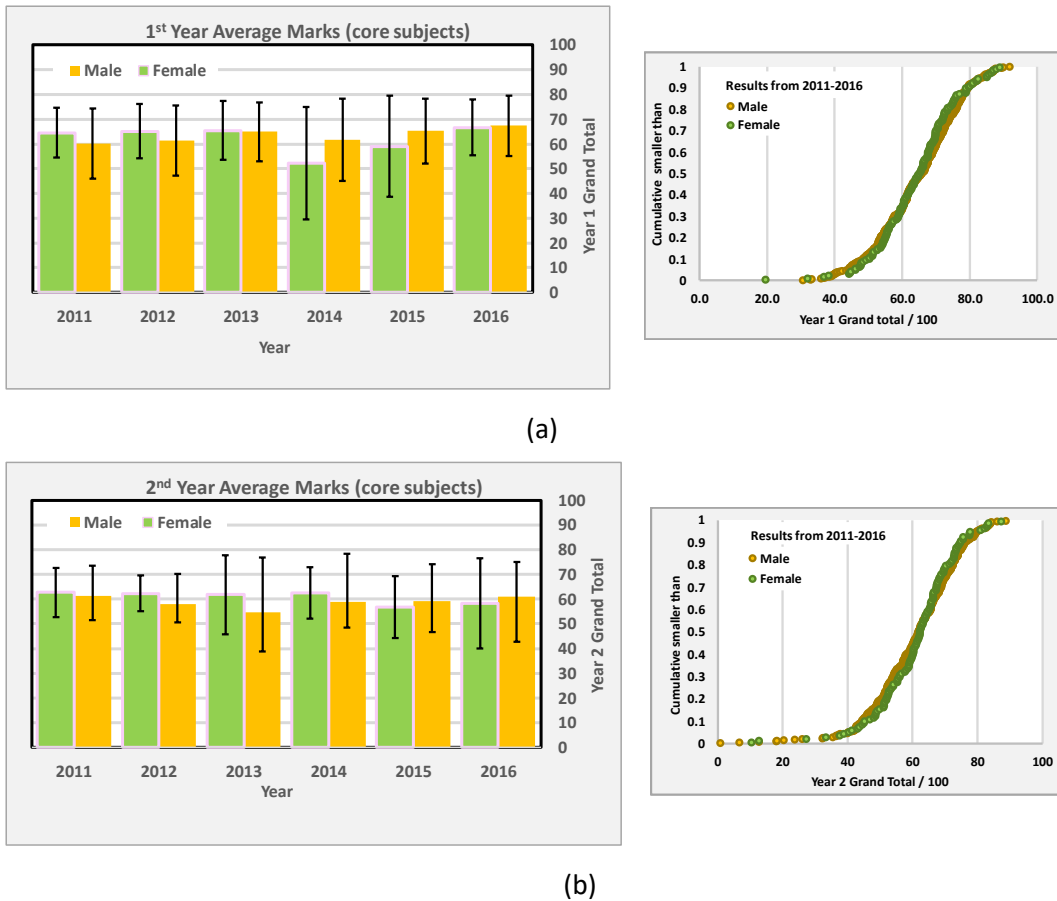 1st Year Average Marks (core subjects)
Male Female
100
90
80
70
60
50
40
30
20
10
0
Year 1 Grand Total
2011 2012 2013 2014 2015 2016
Year
1
0.9
0.8
0.7
0.6
0.5
0.4
0.3
0.2
0.1
0
Cumulative smaller than
Results from 2011-2016
Male
Female
0.0 20.0 40.0 60.0 80.0 100.0
Year 1 Grand total / 100
(a)
2nd Year Average Marks (core subjects)
Male Female
100
90
80
70
60
50
40
30
20
10
0
Year 2 Grand Total
2011 2012 2013 2014 2015 2016
Year
1
0.9
0.8
0.7
0.6
0.5
0.4
0.3
0.2
0.1
0
Cumulative smaller than
Results from 2011-2016
Male
Female
0 20 40 60 80 100
Year 2 Grand Total / 100
(b)